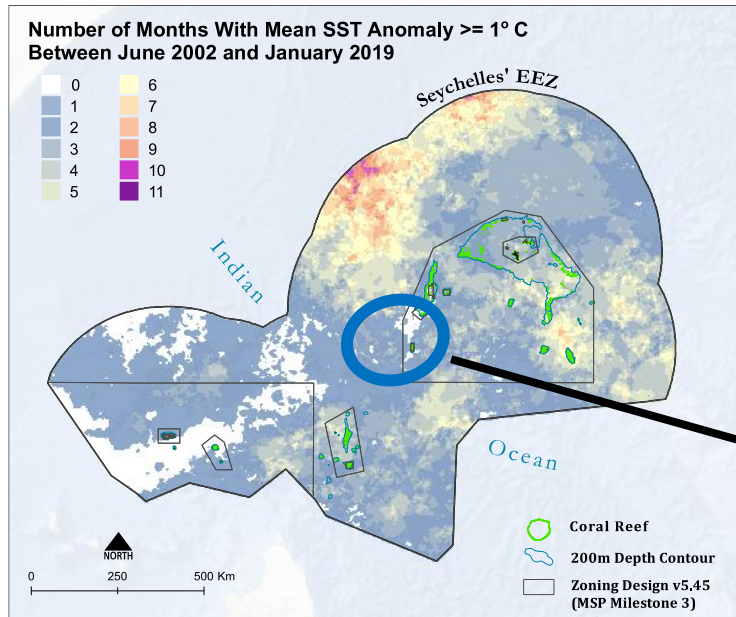 Number of Months With Mean SST Anomaly >= 1° C
Between June 2002 and January 2019
0
1
2
3
4
5
6
7
8
9
10
11
Seychelles' EEZ
Indian
Ocean
NORTH
0 250 500 Km
Coral Reef
200m Depth Contour
Zoning Design v5.45
(MSP Milestone 3)